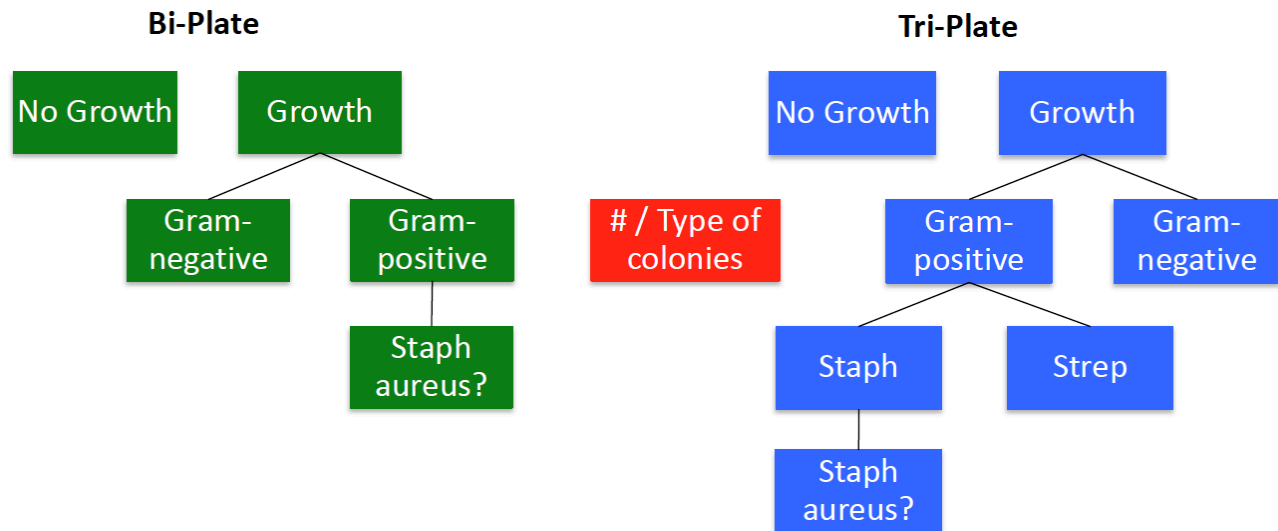 Bi-Plate
No Growth
Growth
Gram-
negative
Gram-
positive
Staph
aureus?
# / Type of
colonies
Tri-Plate
No Growth
Growth
Gram-
positive
Gram-
negative
Staph
Strep
Staph
aureus?